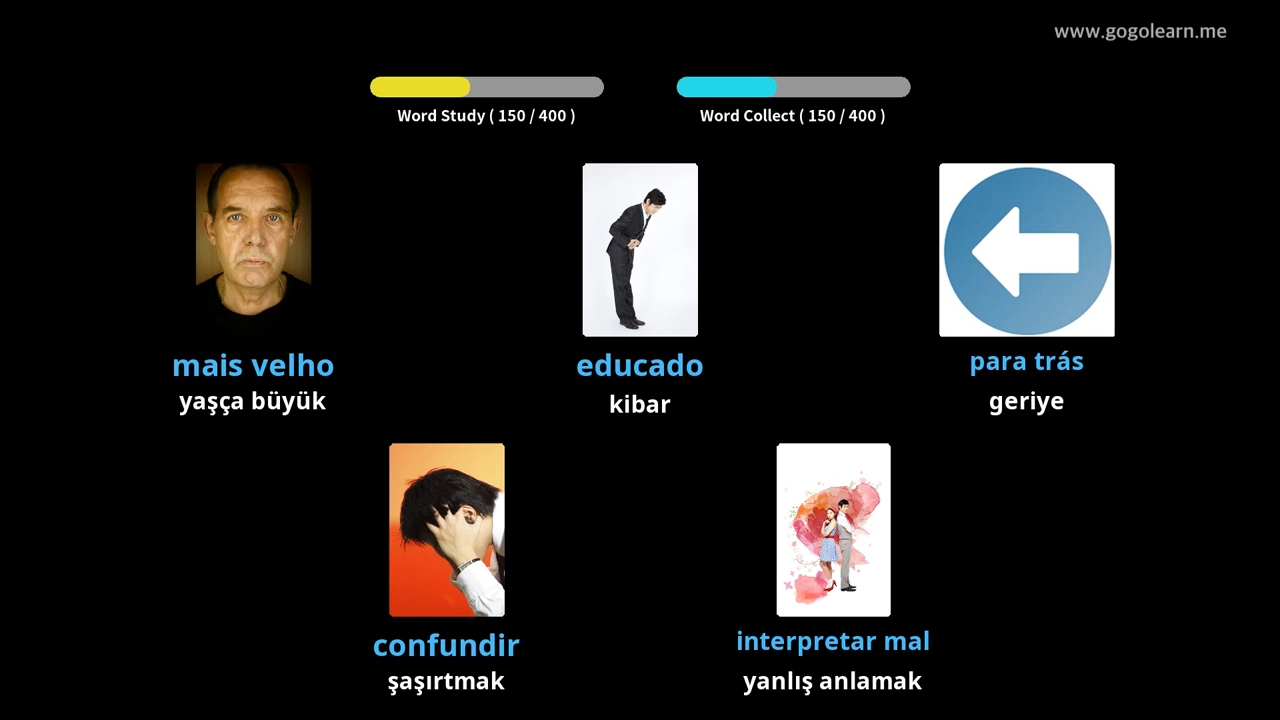 www.gogolearn.me
Word Study ( 150 / 400 )
Word Collect ( 150 / 400 )
mais velho
yaşça büyük
educado
kibar
para trás
geriye
confundir
şaşırtmak
interpretar mal
yanlış anlamak